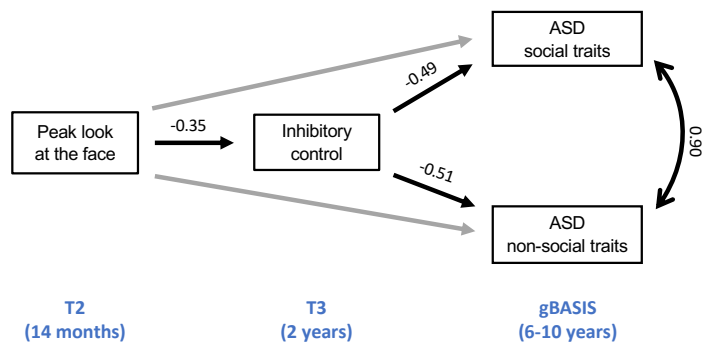 ASD
social traits
-0.49
-0.35
Peak look
at the face
Inhibitory
control
0.90
-0.51
ASD
non-social traits
T2
(14 months)
T3
(2 years)
gBASIS
(6-10 years)